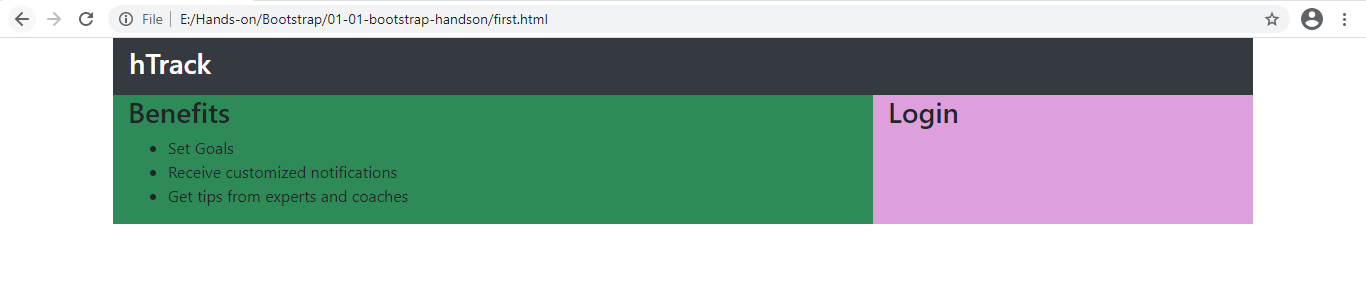 File | E:/Hands-on/Bootstrap/01-01-bootstrap-handson/first.html
hTrack
Benefits
Login
• Set Goals
• Receive customized notifications
• Get tips from experts and coaches